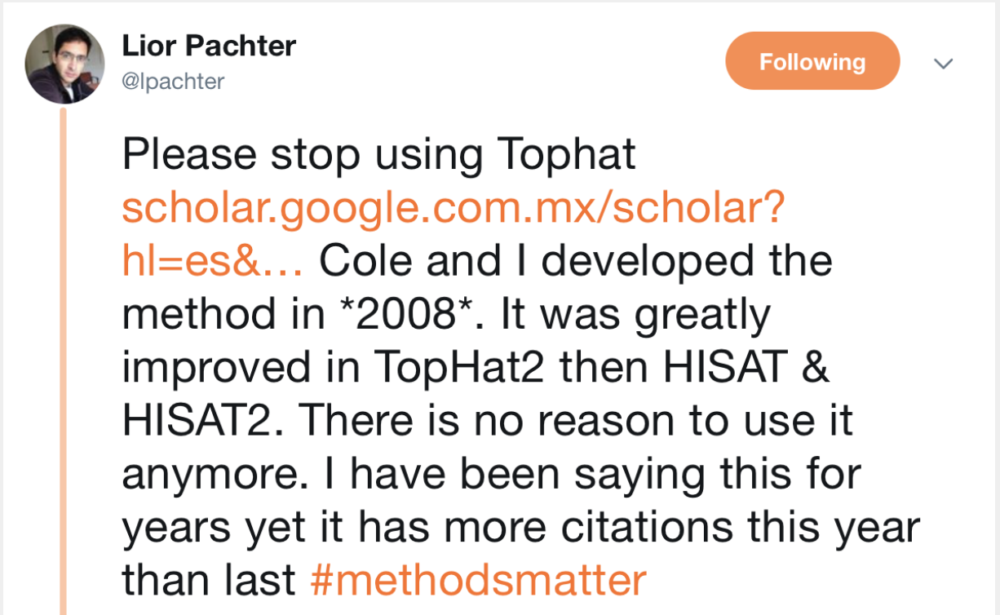 Lior Pachter
@lpachter
Following
Please stop using Tophat
scholar.google.com.mx/scholar?
hl=es&... Cole and I developed the
method in *2008*. It was greatly
improved in TopHat2 then HISAT &
HISAT2. There is no reason to use it
anymore. I have been saying this for
years yet it has more citations this year
than last #methodsmatter